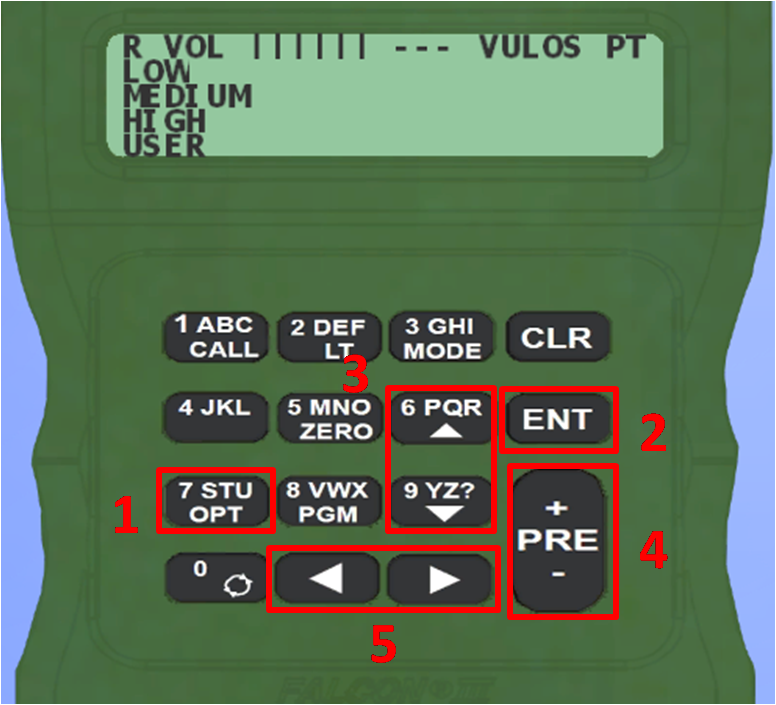 R VOL |||||| --- VULOS PT
LOW
MEDIUM
HIGH
USER
1 ABC CALL
2 DEF LT
3 GHI MODE
CLR
3
4 JKL
5 MNO ZERO
6 PQR ▲
ENT
2
1
7 STU OPT
8 VWX PGM
9 YZ? ▼
+ PRE -
4
0
◀
▶
5
FALCON III